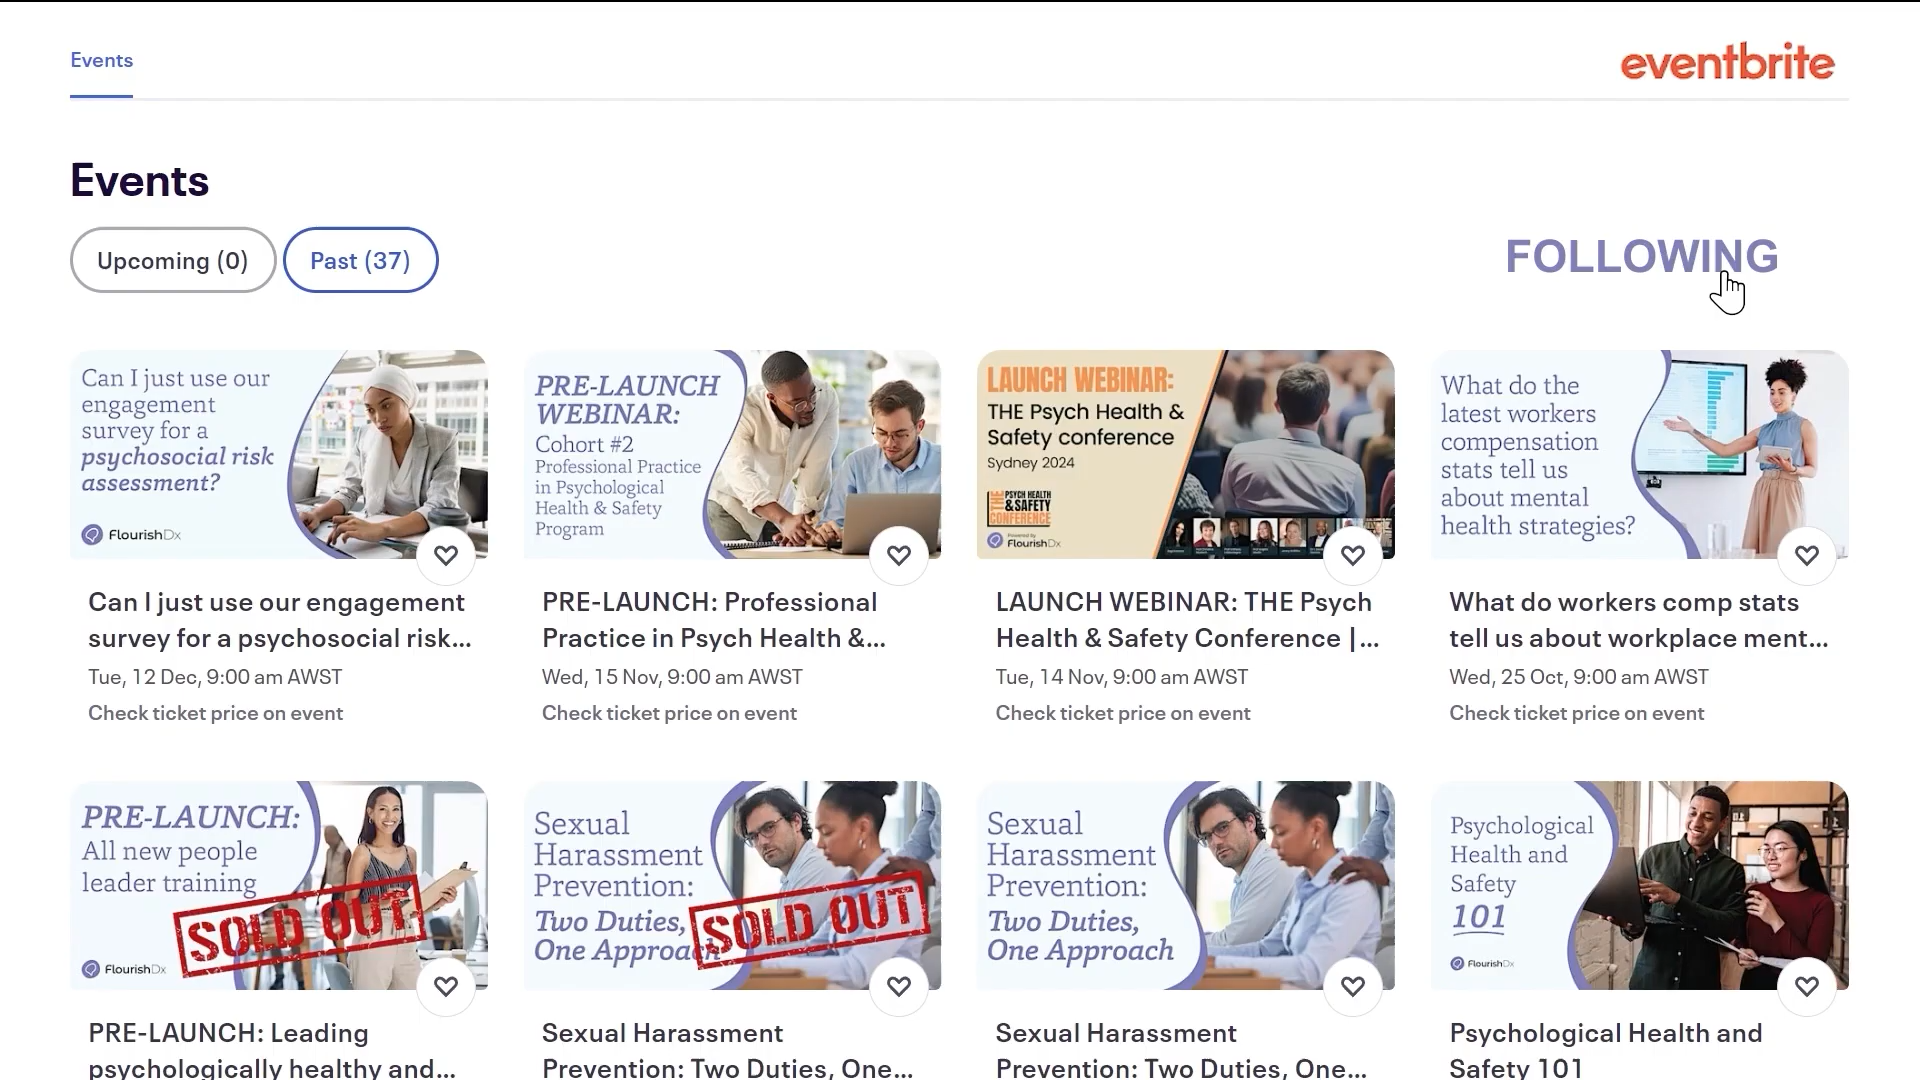 Events
eventbrite
Events
Upcoming (0)
Past (37)
FOLLOWING
Can I just use our
engagement
survey for a
psychosocial risk
assessment?
FlourishDx
PRE-LAUNCH
WEBINAR:
Cohort #2
Professional Practice
in Psychological
Health & Safety
Program
LAUNCH WEBINAR:
THE Psych Health &
Safety conference
Sydney 2024
THE PSYCH HEALTH
& SAFETY
CONFERENCE
Powered by
FlourishDx
What do the
latest workers
compensation
stats tell us
about mental
health strategies?
Can I just use our engagement
survey for a psychosocial risk...
Tue, 12 Dec, 9:00 am AWST
Check ticket price on event
PRE-LAUNCH: Professional
Practice in Psych Health &...
Wed, 15 Nov, 9:00 am AWST
Check ticket price on event
LAUNCH WEBINAR: THE Psych
Health & Safety Conference |...
Tue, 14 Nov, 9:00 am AWST
Check ticket price on event
What do workers comp stats
tell us about workplace ment...
Wed, 25 Oct, 9:00 am AWST
Check ticket price on event
PRE-LAUNCH:
All new people
leader training
SOLD OUT
FlourishDx
Sexual
Harassment
Prevention:
Two Duties,
One Approach
SOLD OUT
Sexual
Harassment
Prevention:
Two Duties,
One Approach
Psychological
Health and
Safety
101
FlourishDx
PRE-LAUNCH: Leading
psychologically healthy and...
Sexual Harassment
Prevention: Two Duties, One...
Sexual Harassment
Prevention: Two Duties, One...
Psychological Health and
Safety 101